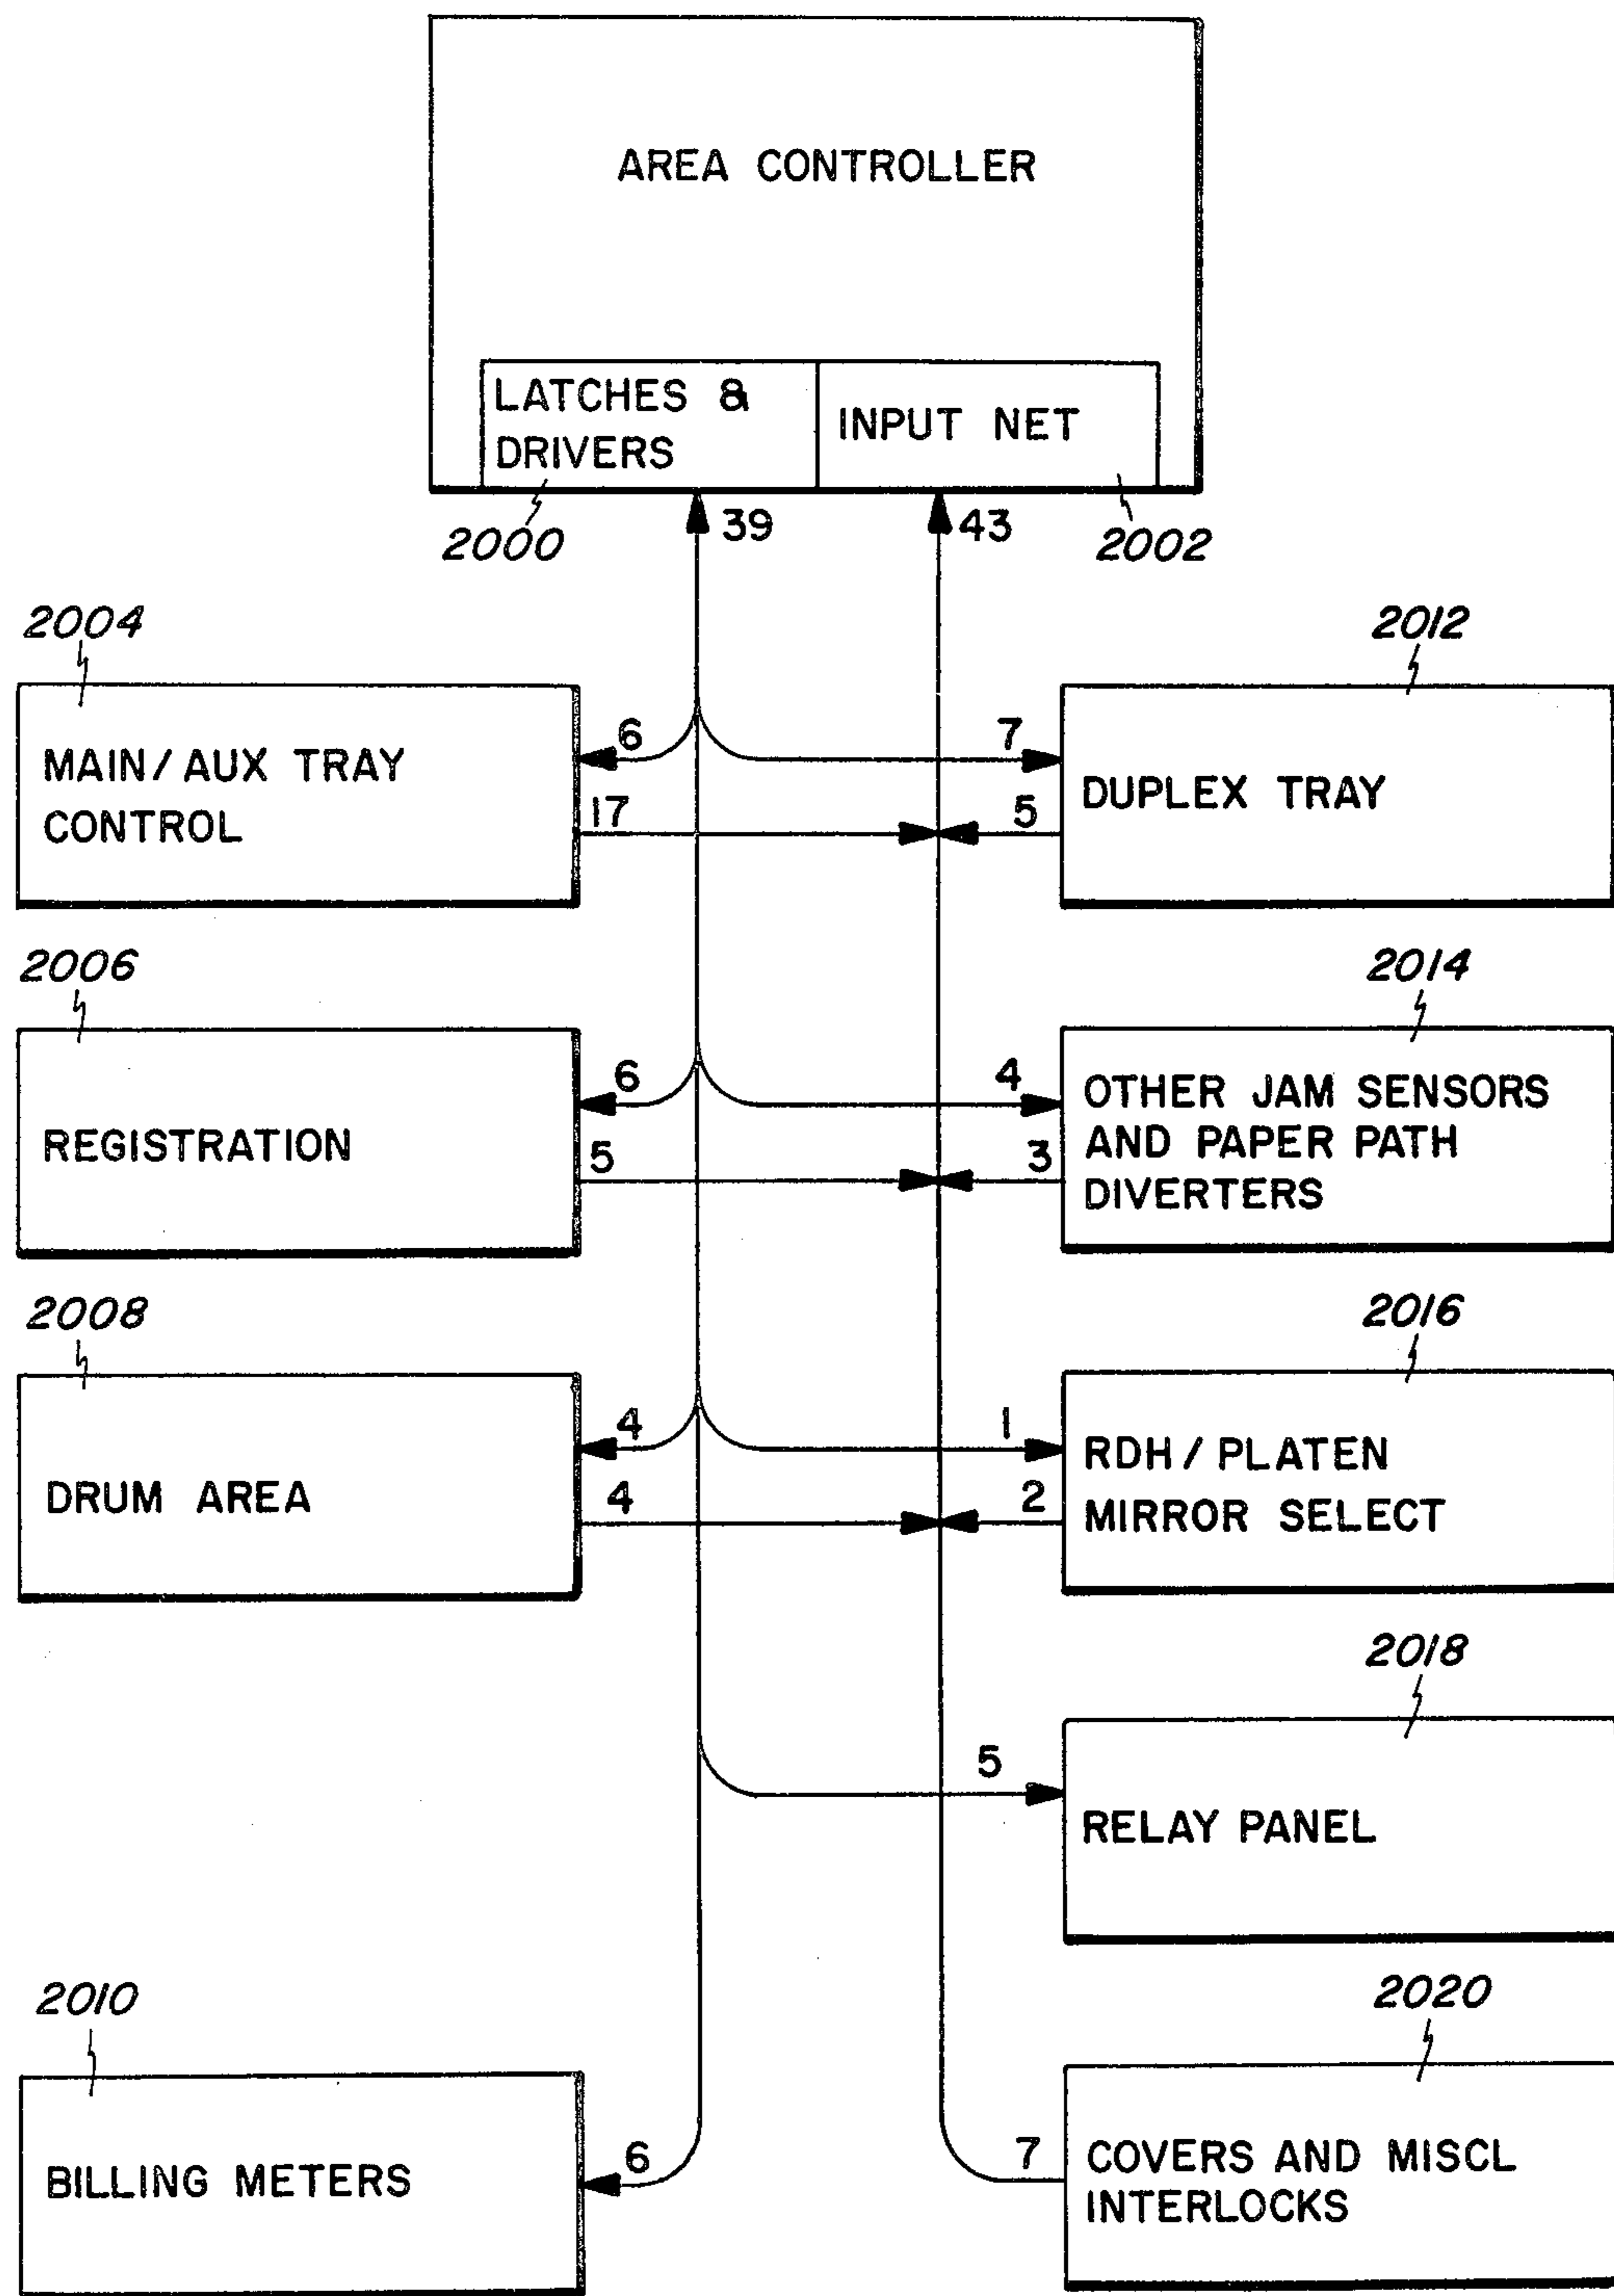 AREA CONTROLLER
LATCHES &
DRIVERS
INPUT NET
2000
39
43
2002
2004
2012
MAIN/AUX TRAY
CONTROL
6
17
7
5
DUPLEX TRAY
2006
2014
REGISTRATION
6
5
4
3
OTHER JAM SENSORS
AND PAPER PATH
DIVERTERS
2008
2016
DRUM AREA
4
4
1
2
RDH/PLATEN
MIRROR SELECT
2018
5
RELAY PANEL
2010
2020
BILLING METERS
6
7
COVERS AND MISCL
INTERLOCKS